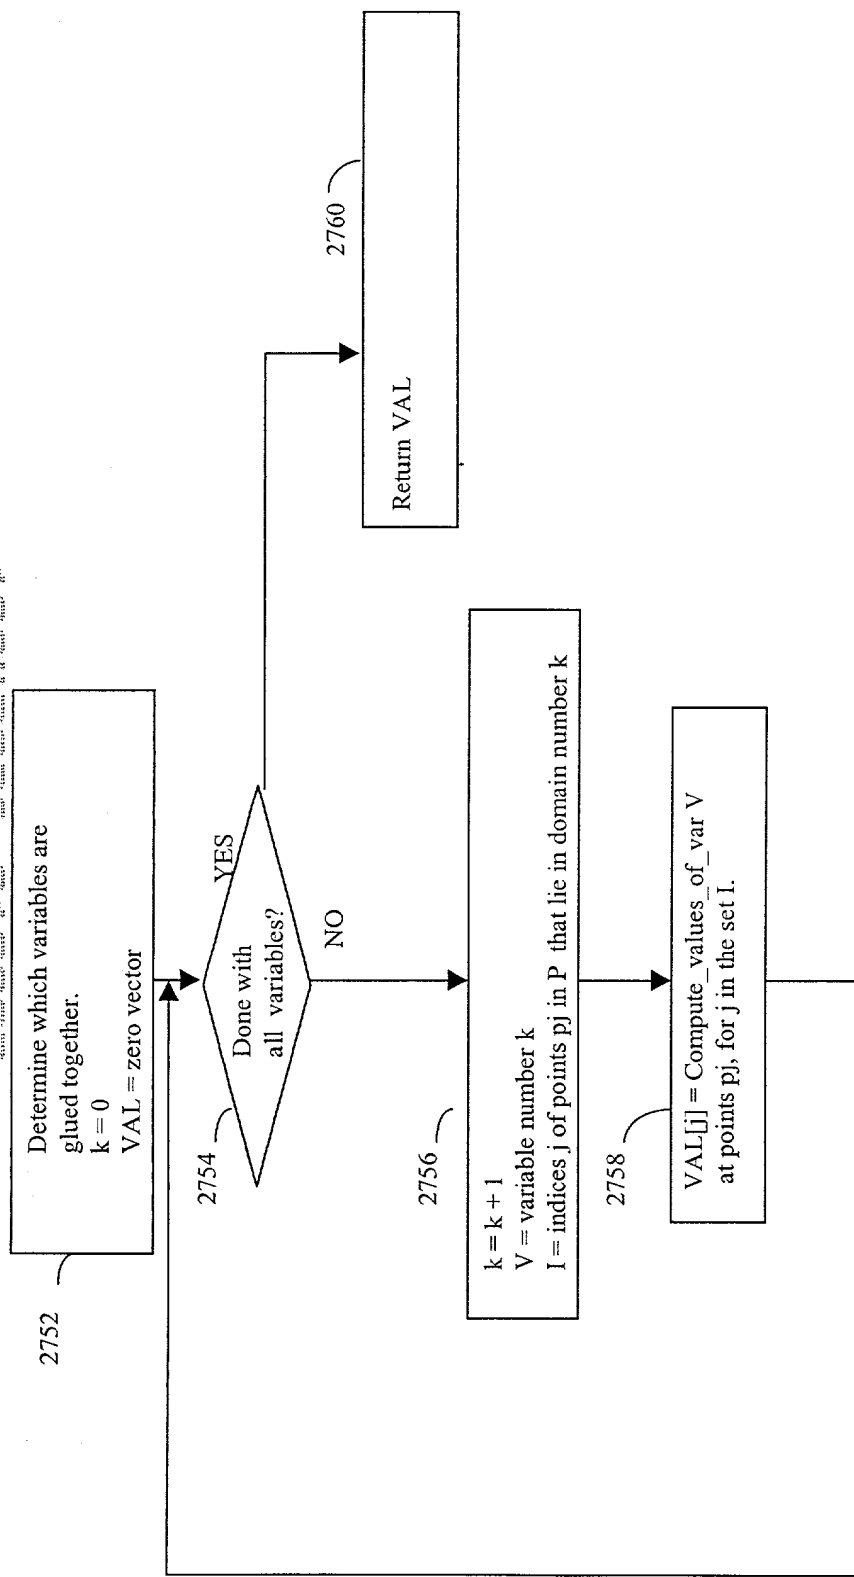 2752
Determine which variables are
glued together.
k = 0
VAL = zero vector
2754
Done with
all variables?
YES
NO
2760
Return VAL
2756
k = k + 1
V = variable number k
I = indices j of points pj in P that lie in domain number k
2758
VAL[j] = Compute_values_of_var V
at points pj, for j in the set I.